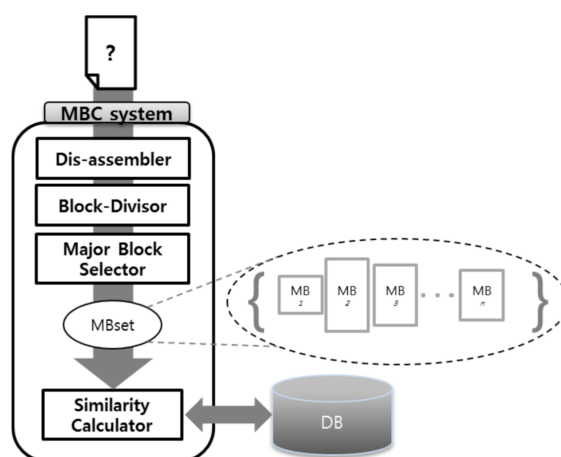 ?
MBC system
Dis-assembler
Block-Divisor
Major Block
Selector
MBset
{ MB MB MB ···· MB }
1 2 3 n
Similarity
Calculator
DB